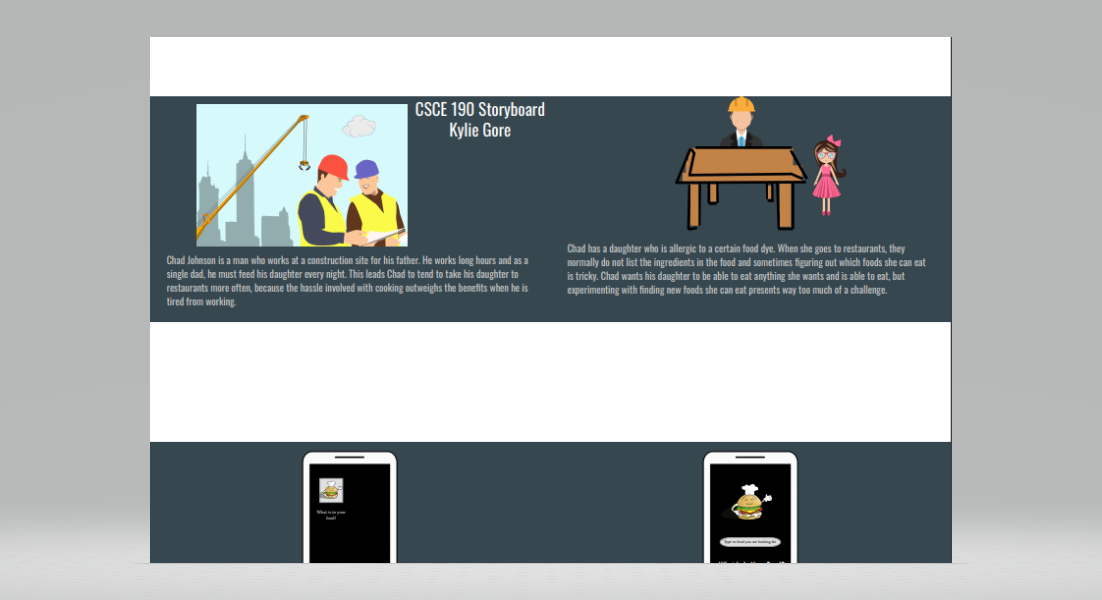 CSCE 190 Storyboard
Kylie Gore
Chad Johnson is a man who works at a construction site for his father. He works long hours and as a
single dad, he must feed his daughter every night. This leads Chad to tend to take his daughter to
restaurants more often, because the hassle involved with cooking outweighs the benefits when he is
tired from working.
Chad has a daughter who is allergic to a certain food dye. When she goes to restaurants, they
normally do not list the ingredients in the food and sometimes figuring out which foods she can eat
is tricky. Chad wants his daughter to be able to eat anything she wants and is able to eat, but
experimenting with finding new foods she can eat presents way too much of a challenge.
What is in your
food?
Type in food you are looking for